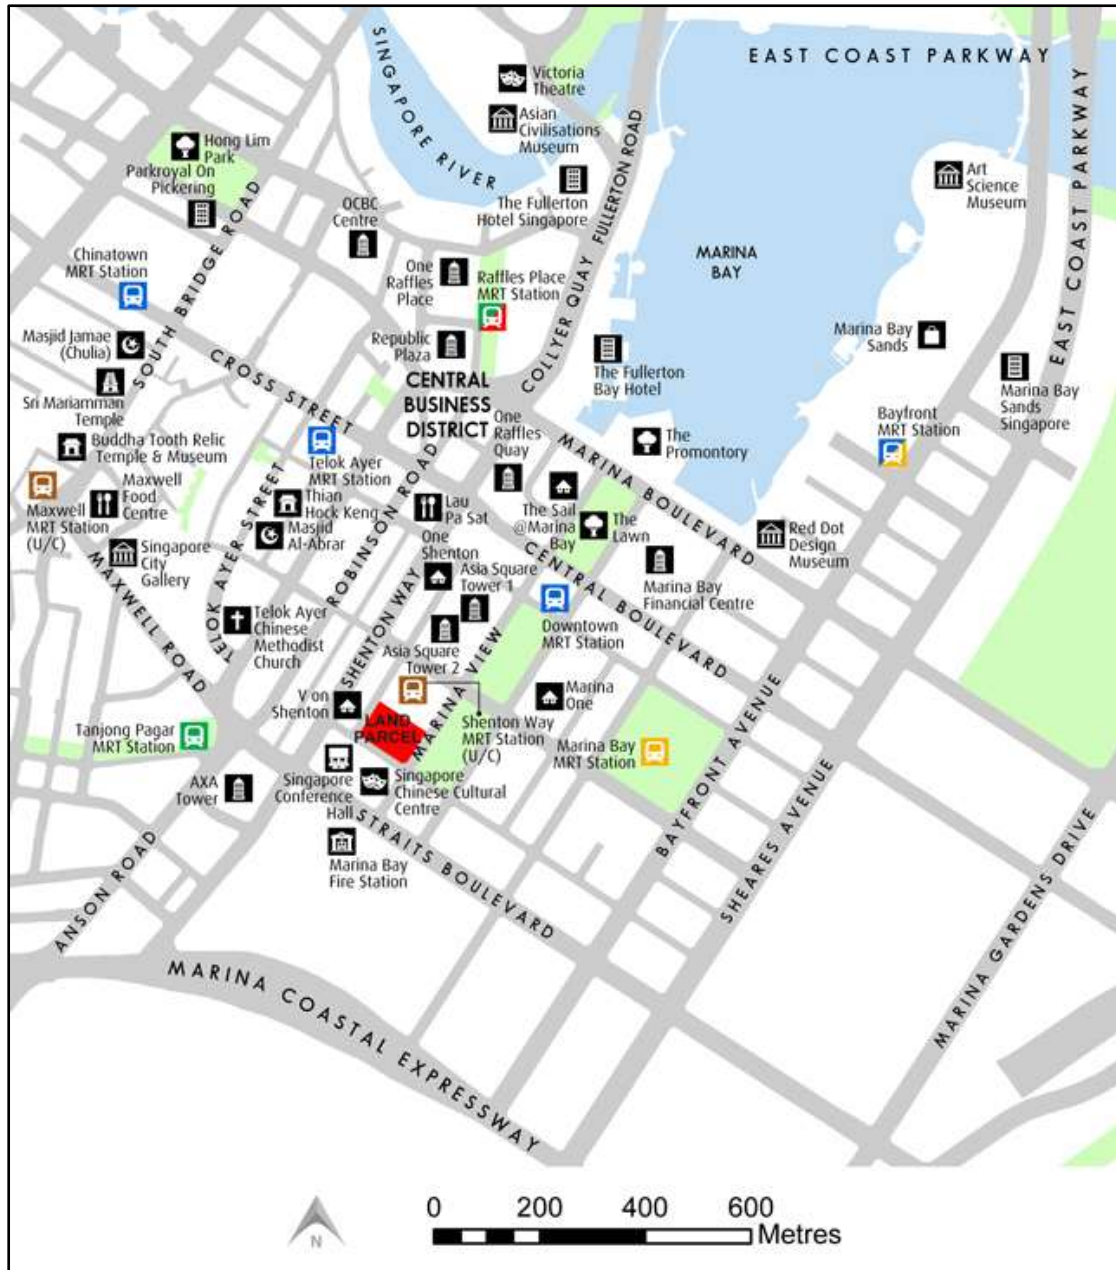 EAST COAST PARKWAY
SINGAPORE RIVER
Victoria
Theatre
Asian
Civilisations
Museum
FULLERTON ROAD
EAST COAST PARKWAY
Hong Lim
Park
Parkroyal On
Pickering
Art
Science
Museum
OCBC
Centre
The Fullerton
Hotel Singapore
SOUTH BRIDGE ROAD
MARINA
BAY
Chinatown
MRT Station
One
Raffles
Place
Raffles Place
MRT Station
COLLYER QUAY
Masjid Jamae
(Chulia)
Republic
Plaza
Marina Bay
Sands
The Fullerton
Bay Hotel
Marina Bay
Sands
Singapore
CROSS STREET
CENTRAL
BUSINESS
DISTRICT
Sri Mariamman
Temple
One
Raffles
Quay
Bayfront
MRT Station
Buddha Tooth Relic
Temple & Museum
The
Promontory
MARINA BOULEVARD
Telok Ayer
MRT Station
Maxwell
Food
Centre
Maxwell
MRT Station
(U/C)
Thian
Hock Keng
Lau
Pa Sat
The Sail
@Marina
Bay
The
Lawn
Red Dot
Design
Museum
Masjid
Al-Abrar
Singapore
City
Gallery
TELOK AYER STREET
ROBINSON ROAD
One
Shenton
Asia Square
Tower 1
CENTRAL BOULEVARD
Marina Bay
Financial Centre
MAXWELL ROAD
SHENTON WAY
Telok Ayer
Chinese
Methodist
Church
Asia Square
Tower 2
MARINA VIEW
Downtown
MRT Station
V on
Shenton
Marina
One
LAND
PARCEL
Shenton Way
MRT Station
(U/C)
Tanjong Pagar
MRT Station
Marina Bay
MRT Station
BAYFRONT AVENUE
SHEARES AVENUE
AXA
Tower
Singapore
Conference
Hall
Singapore
Chinese Cultural
Centre
STRAITS BOULEVARD
Marina Bay
Fire Station
ANSON ROAD
MARINA GARDENS DRIVE
MARINA COASTAL EXPRESSWAY
N
0 200 400 600
Metres